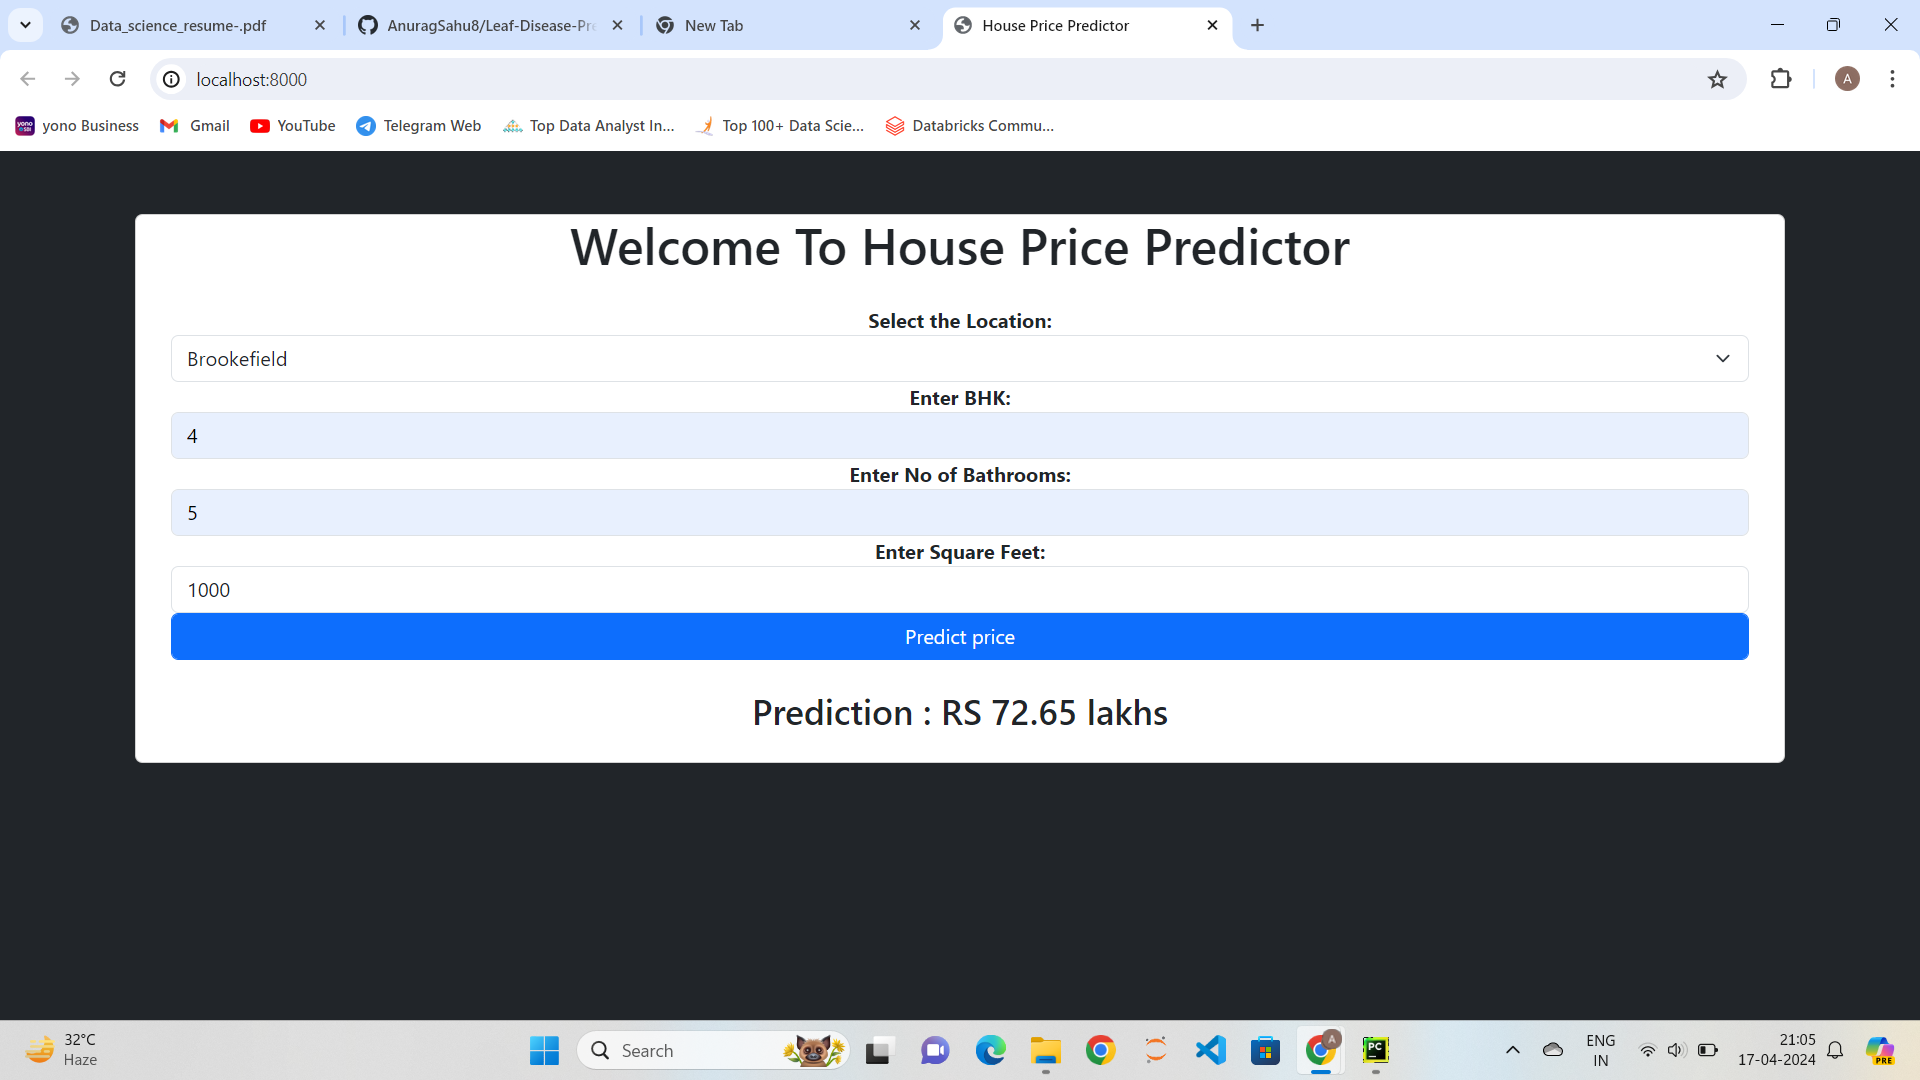 Data_science_resume-.pdf
AnuragSahu8/Leaf-Disease-Pre
New Tab
House Price Predictor
localhost:8000
A
yono Business
Gmail
YouTube
Telegram Web
Top Data Analyst In...
Top 100+ Data Scie...
Databricks Commu...
Welcome To House Price Predictor
Select the Location:
Brookefield
Enter BHK:
4
Enter No of Bathrooms:
5
Enter Square Feet:
1000
Predict price
Prediction : RS 72.65 lakhs
32°C
Haze
Search
A
PC
ENG
IN
21:05
17-04-2024
PRE